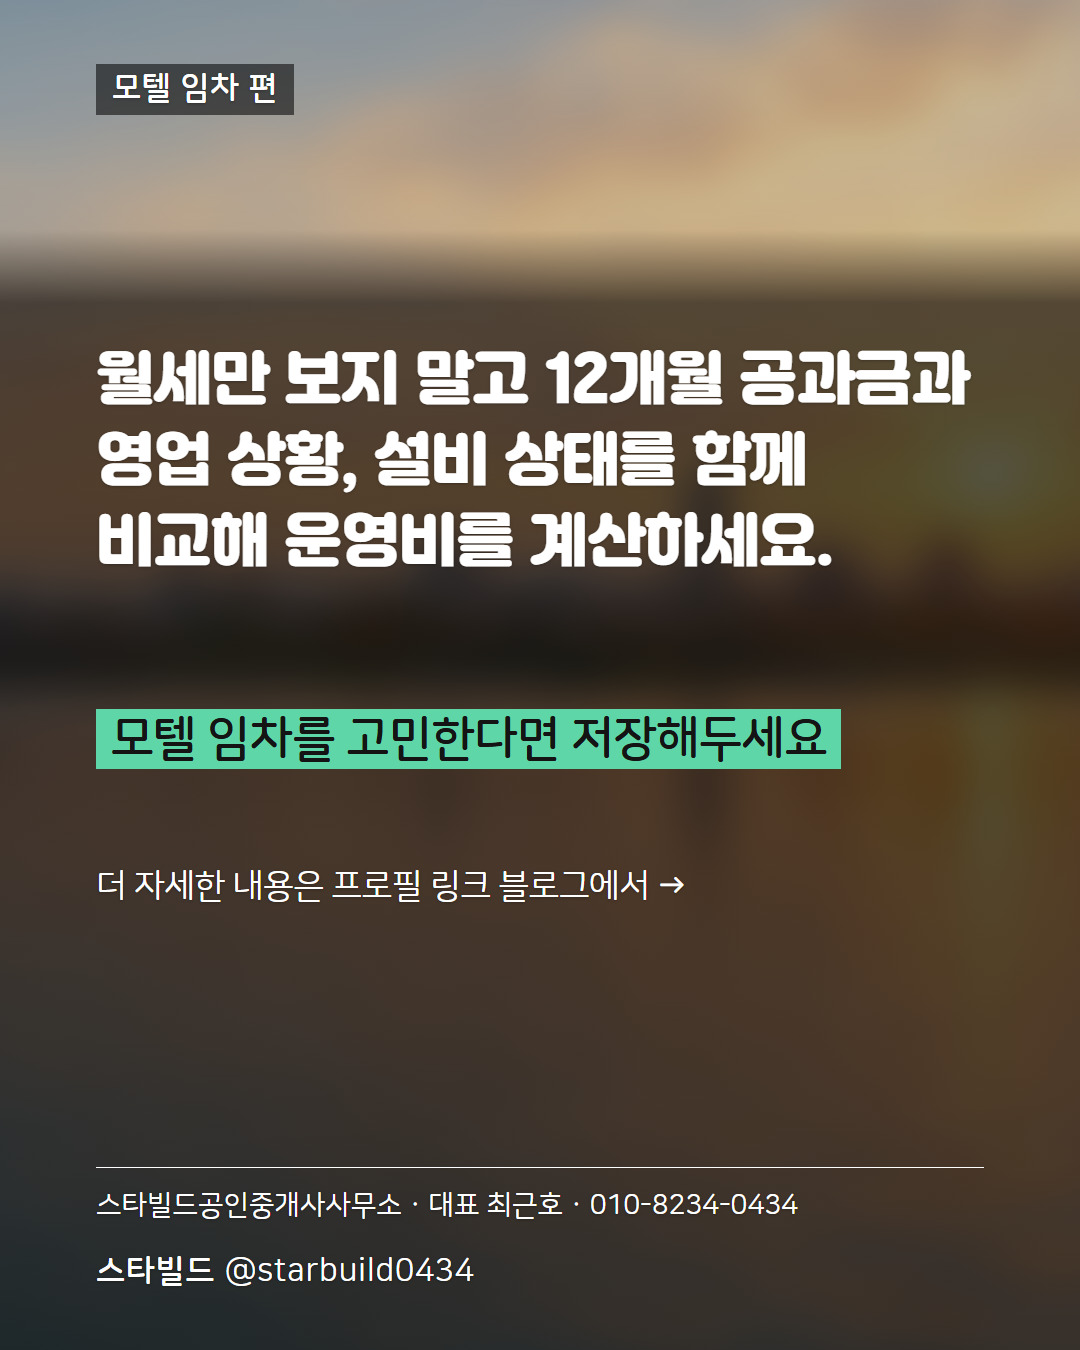 모텔 임차 편
월세만 보지 말고 12개월 공과금과
영업 상황, 설비 상태를 함께
비교해 운영비를 계산하세요.
모텔 임차를 고민한다면 저장해두세요
더 자세한 내용은 프로필 링크 블로그에서 →
스타빌드공인중개사사무소 · 대표 최근호 · 010-8234-0434
스타빌드 @starbuild0434